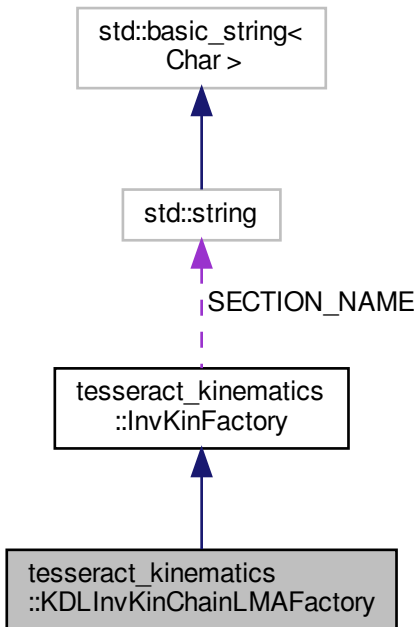 std::basic_string<
Char >
std::string
SECTION_NAME
tesseract_kinematics
::InvKinFactory
tesseract_kinematics
::KDLInvKinChainLMAFactory